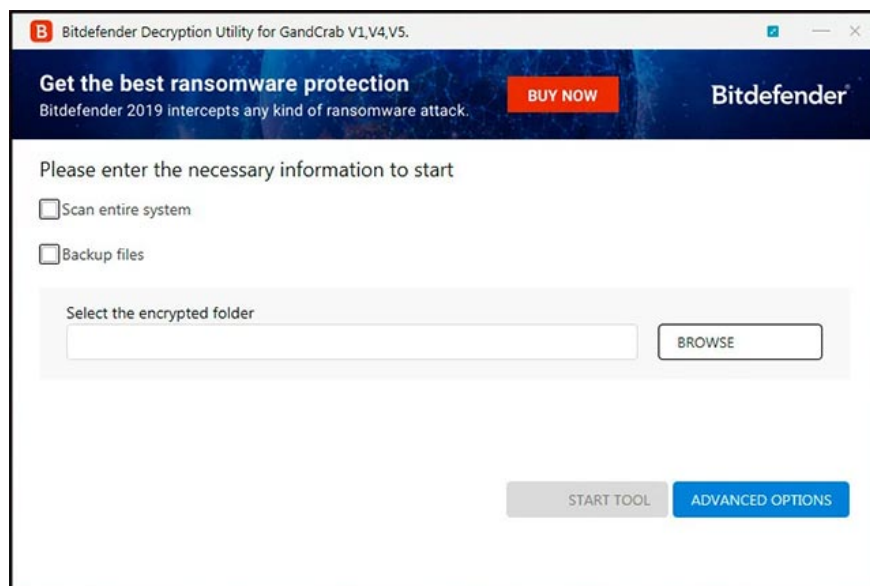 B
Bitdefender Decryption Utility for GandCrab V1,V4,V5.
Get the best ransomware protection
Bitdefender 2019 intercepts any kind of ransomware attack.
BUY NOW
Bitdefender®
Please enter the necessary information to start
Scan entire system
Backup files
Select the encrypted folder
BROWSE
START TOOL
ADVANCED OPTIONS